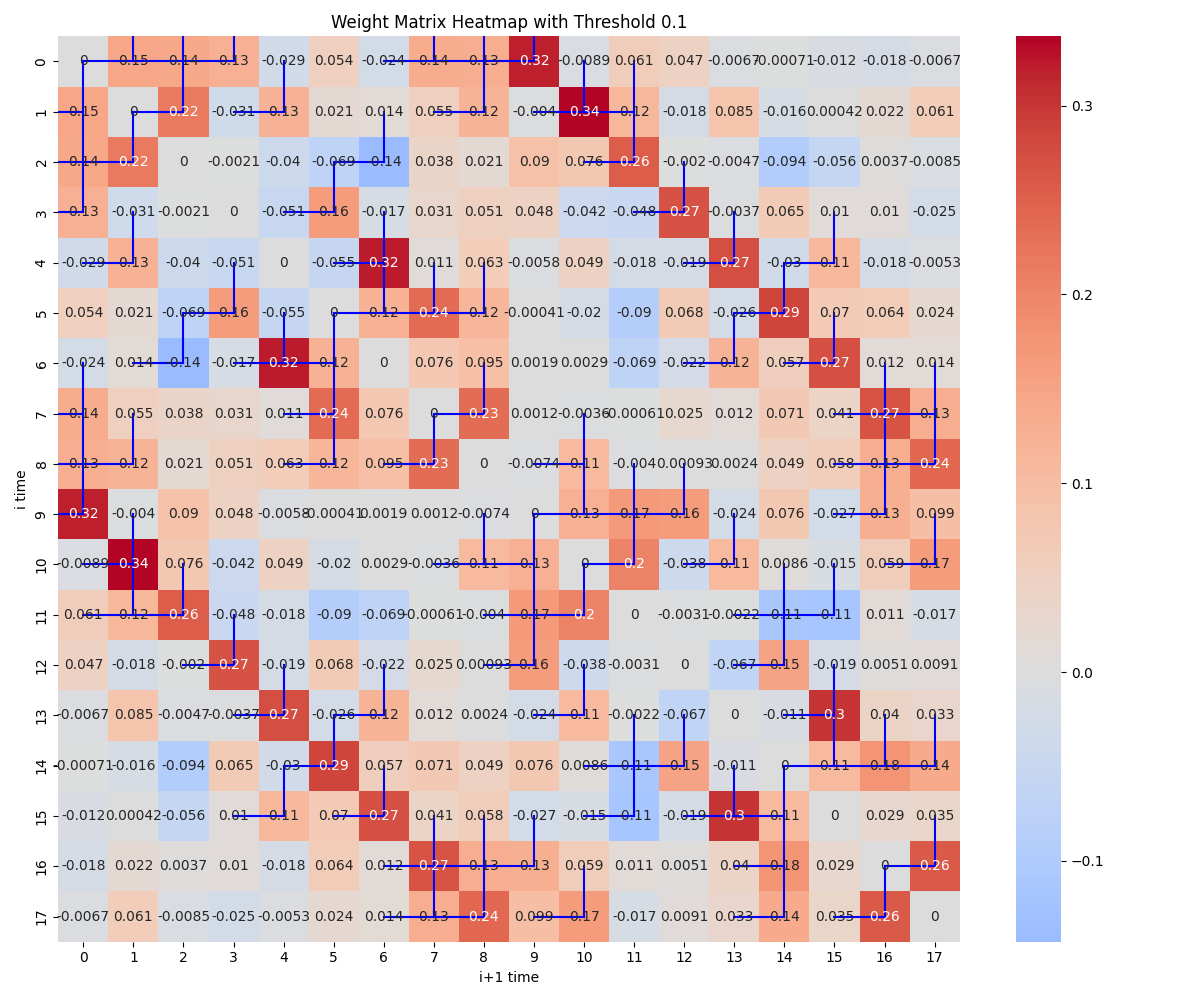 Weight Matrix Heatmap with Threshold 0.1
0 0 0.15 0.14 0.13 -0.029 0.054 -0.024 0.14 0.13 0.32 -0.0089 0.061 0.047 -0.0067 0.00071 -0.012 -0.018 -0.0067
1 0.15 0 0.22 -0.031 0.13 0.021 0.014 0.055 0.12 -0.004 0.34 0.12 -0.018 0.085 -0.016 0.00042 0.022 0.061
2 0.14 0.22 0 -0.0021 -0.04 -0.069 -0.14 0.038 0.021 0.09 0.076 0.26 -0.002 -0.0047 -0.094 -0.056 0.0037 -0.0085
3 0.13 -0.031 -0.0021 0 -0.051 0.16 -0.017 0.031 0.051 0.048 -0.042 -0.048 0.27 -0.0037 0.065 0.01 0.01 -0.025
4 -0.029 0.13 -0.04 -0.051 0 -0.055 0.32 0.011 0.063 -0.0058 0.049 -0.018 -0.019 0.27 -0.03 0.11 -0.018 -0.0053
5 0.054 0.021 -0.069 0.16 -0.055 0 0.12 0.24 0.12 -0.00041 -0.02 -0.09 0.068 -0.026 0.29 0.07 0.064 0.024
6 -0.024 0.014 -0.14 -0.017 0.32 0.12 0 0.076 0.095 0.0019 0.0029 -0.069 -0.022 0.12 0.057 0.27 0.012 0.014
7 0.14 0.055 0.038 0.031 0.011 0.24 0.076 0 0.23 0.0012 -0.0036 -0.00061 0.025 0.012 0.071 0.041 0.27 0.13
8 0.13 0.12 0.021 0.051 0.063 0.12 0.095 0.23 0 -0.0074 0.11 -0.004 0.00093 0.0024 0.049 0.058 0.13 0.24
i time
9 0.32 -0.004 0.09 0.048 -0.0058 -0.00041 0.0019 0.0012 -0.0074 0 0.13 0.17 0.16 -0.024 0.076 -0.027 0.13 0.099
10 -0.0089 0.34 0.076 -0.042 0.049 -0.02 0.0029 -0.0036 0.11 0.13 0 0.2 -0.038 0.11 0.0086 -0.015 0.059 0.17
11 0.061 0.12 0.26 -0.048 -0.018 -0.09 -0.069 -0.00061 -0.004 0.17 0.2 0 -0.0031 -0.0022 -0.11 -0.11 0.011 -0.017
12 0.047 -0.018 -0.002 0.27 -0.019 0.068 -0.022 0.025 0.00093 0.16 -0.038 -0.0031 0 -0.067 0.15 -0.019 0.0051 0.0091
13 -0.0067 0.085 -0.0047 -0.0037 0.27 -0.026 0.12 0.012 0.0024 -0.024 0.11 -0.0022 -0.067 0 -0.011 0.3 0.04 0.033
14 -0.00071 -0.016 -0.094 0.065 -0.03 0.29 0.057 0.071 0.049 0.076 0.0086 -0.11 0.15 -0.011 0 0.11 0.18 0.14
15 -0.012 0.00042 -0.056 0.01 0.11 0.07 0.27 0.041 0.058 -0.027 -0.015 -0.11 -0.019 0.3 0.11 0 0.029 0.035
16 -0.018 0.022 0.0037 0.01 -0.018 0.064 0.012 0.27 0.13 0.13 0.059 0.011 0.0051 0.04 0.18 0.029 0 0.26
17 -0.0067 0.061 -0.0085 -0.025 -0.0053 0.024 0.014 0.13 0.24 0.099 0.17 -0.017 0.0091 0.033 0.14 0.035 0.26 0
0 1 2 3 4 5 6 7 8 9 10 11 12 13 14 15 16 17
i+1 time
0.3
0.2
0.1
0.0
−0.1